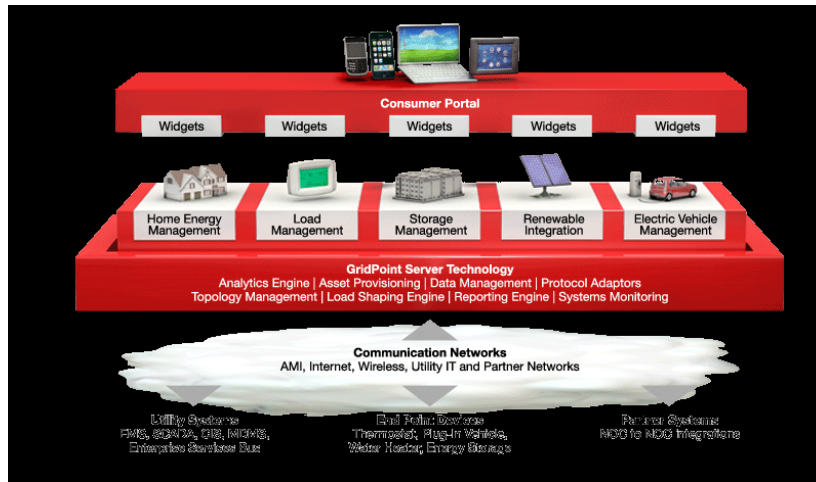 Consumer Portal
Widgets
Widgets
Widgets
Widgets
Widgets
Home Energy
Management
Load
Management
Storage
Management
Renewable
Integration
Electric Vehicle
Management
GridPoint Server Technology
Analytics Engine | Asset Provisioning | Data Management | Protocol Adaptors
Topology Management | Load Shaping Engine | Reporting Engine | Systems Monitoring
Communication Networks
AMI, Internet, Wireless, Utility IT and Partner Networks
Utility Systems
EMS, SCADA, CIS, MDMS,
Enterprise Services Bus
End Point Devices
Thermostat, Plug-In Vehicle,
Water Heater, Energy Storage
Partner Systems
NOC to NOC Integrations